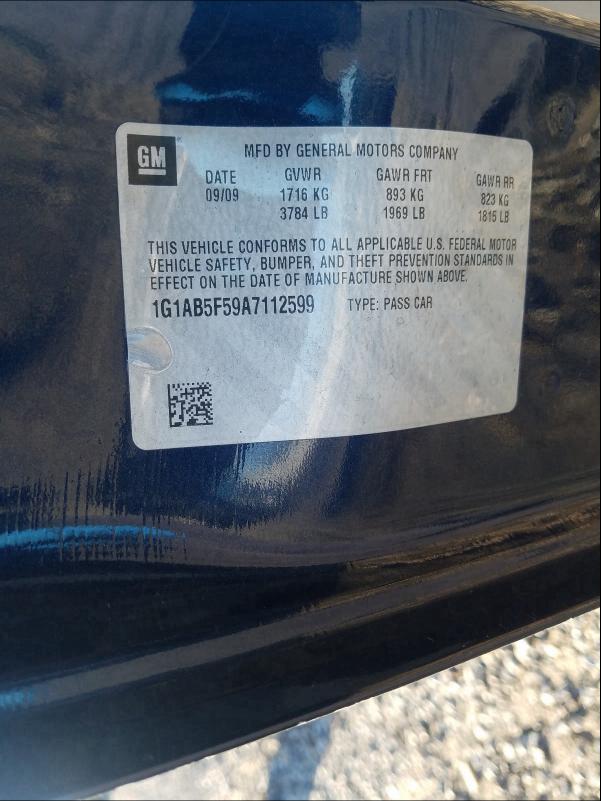 GM
MFD BY GENERAL MOTORS COMPANY
DATE GVWR GAWR FRT GAWR RR
09/09 1716 KG 893 KG 823 KG
3784 LB 1969 LB 1815 LB
THIS VEHICLE CONFORMS TO ALL APPLICABLE U.S. FEDERAL MOTOR
VEHICLE SAFETY, BUMPER, AND THEFT PREVENTION STANDARDS IN
EFFECT ON THE DATE OF MANUFACTURE SHOWN ABOVE.
1G1AB5F59A7112599 TYPE: PASS CAR